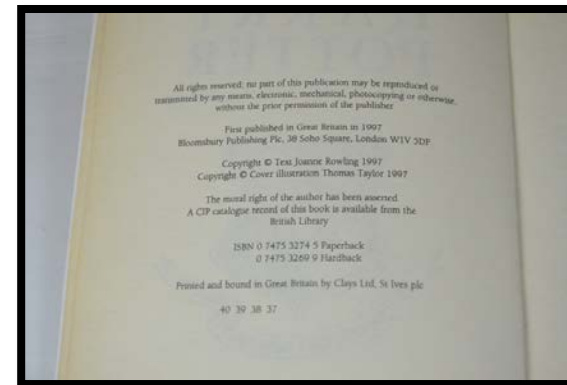 All rights reserved; no part of this publication may be reproduced or
transmitted by any means, electronic, mechanical, photocopying or otherwise,
without the prior permission of the publisher
First published in Great Britain in 1997
Bloomsbury Publishing Plc, 38 Soho Square, London W1V 5DF
Copyright © Text Joanne Rowling 1997
Copyright © Cover illustration Thomas Taylor 1997
The moral right of the author has been asserted
A CIP catalogue record of this book is available from the
British Library
ISBN 0 7475 3274 5 Paperback
0 7475 3269 9 Hardback
Printed and bound in Great Britain by Clays Ltd, St Ives plc
40 39 38 37